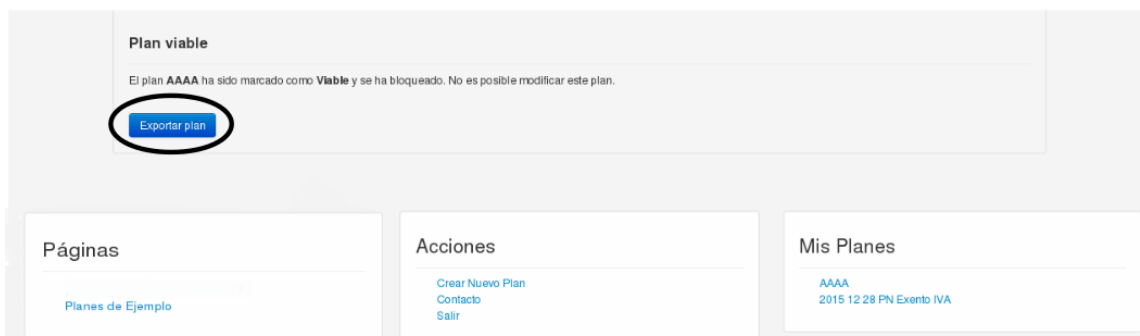 Plan viable
El plan AAAA ha sido marcado como Viable y se ha bloqueado. No es posible modificar este plan.
Exportar plan
Páginas
Planes de Ejemplo
Acciones
Crear Nuevo Plan
Contacto
Salir
Mis Planes
AAAA
2015 12 28 PN Exento IVA